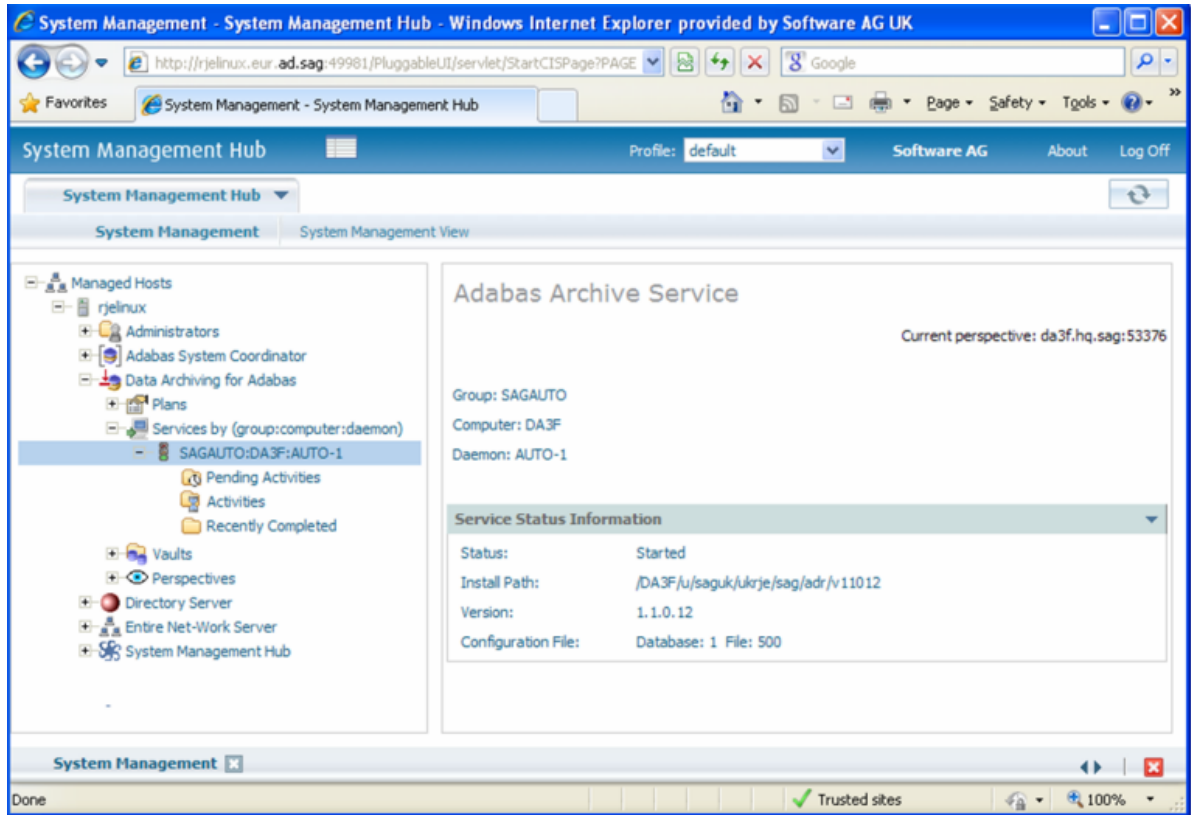 System Management - System Management Hub - Windows Internet Explorer provided by Software AG UK
http://rjelinux.eur.ad.sag:49981/PluggableUI/servlet/StartCISPage?PAGE
Google
Favorites
System Management - System Management Hub
Page
Safety
Tools
»
System Management Hub
Profile: default
Software AG
About
Log Off
System Management Hub
System Management
System Management View
Managed Hosts
rjelinux
Administrators
Adabas System Coordinator
Data Archiving for Adabas
Plans
Services by (group:computer:daemon)
SAGAUTO:DA3F:AUTO-1
Pending Activities
Activities
Recently Completed
Vaults
Perspectives
Directory Server
Entire Net-Work Server
System Management Hub
Adabas Archive Service
Current perspective: da3f.hq.sag:53376
Group: SAGAUTO
Computer: DA3F
Daemon: AUTO-1
Service Status Information
Status: Started
Install Path: /DA3F/u/saguk/ukrje/sag/adr/v11012
Version: 1.1.0.12
Configuration File: Database: 1 File: 500
System Management
Done
Trusted sites
100%